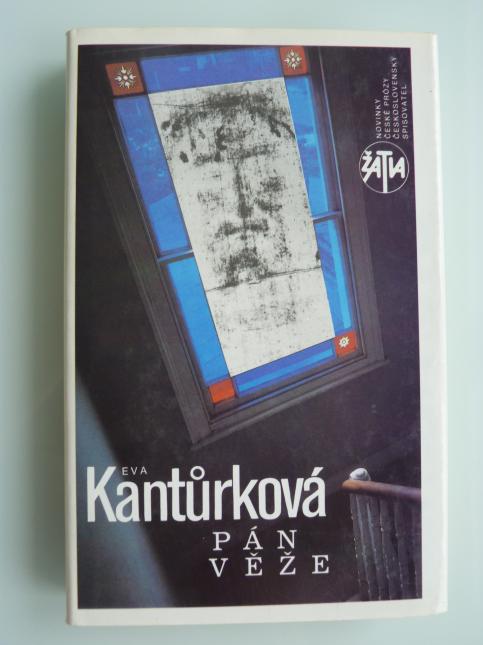 NOVINKY
ČESKÉ PRÓZY
ČESKOSLOVENSKÝ
SPISOVATEL
ŽATVA
EVA
Kantůrková
PÁN
VĚŽE